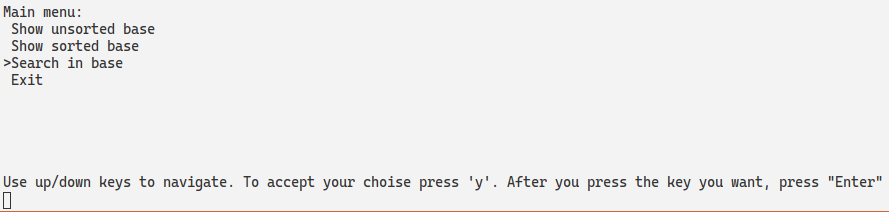 Main menu:
Show unsorted base
Show sorted base
>Search in base
Exit
Use up/down keys to navigate. To accept your choise press 'y'. After you press the key you want, press "Enter"